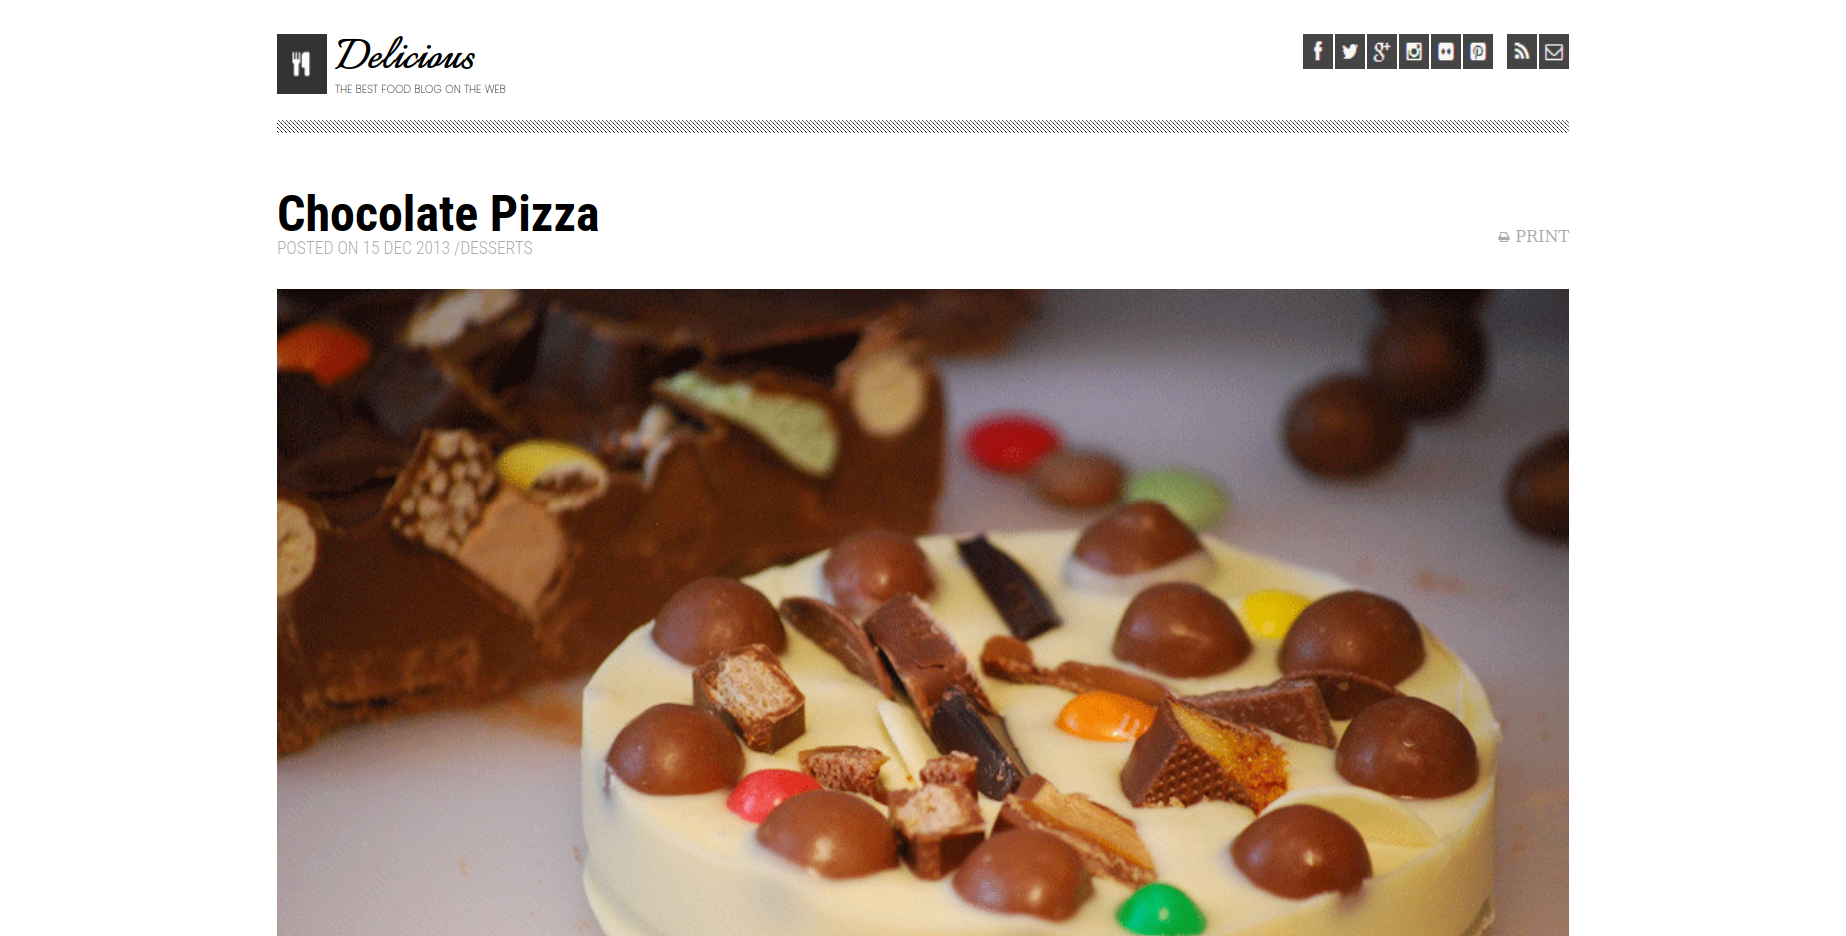 Delicious
THE BEST FOOD BLOG ON THE WEB
Chocolate Pizza
POSTED ON 15 DEC 2013 /DESSERTS
PRINT